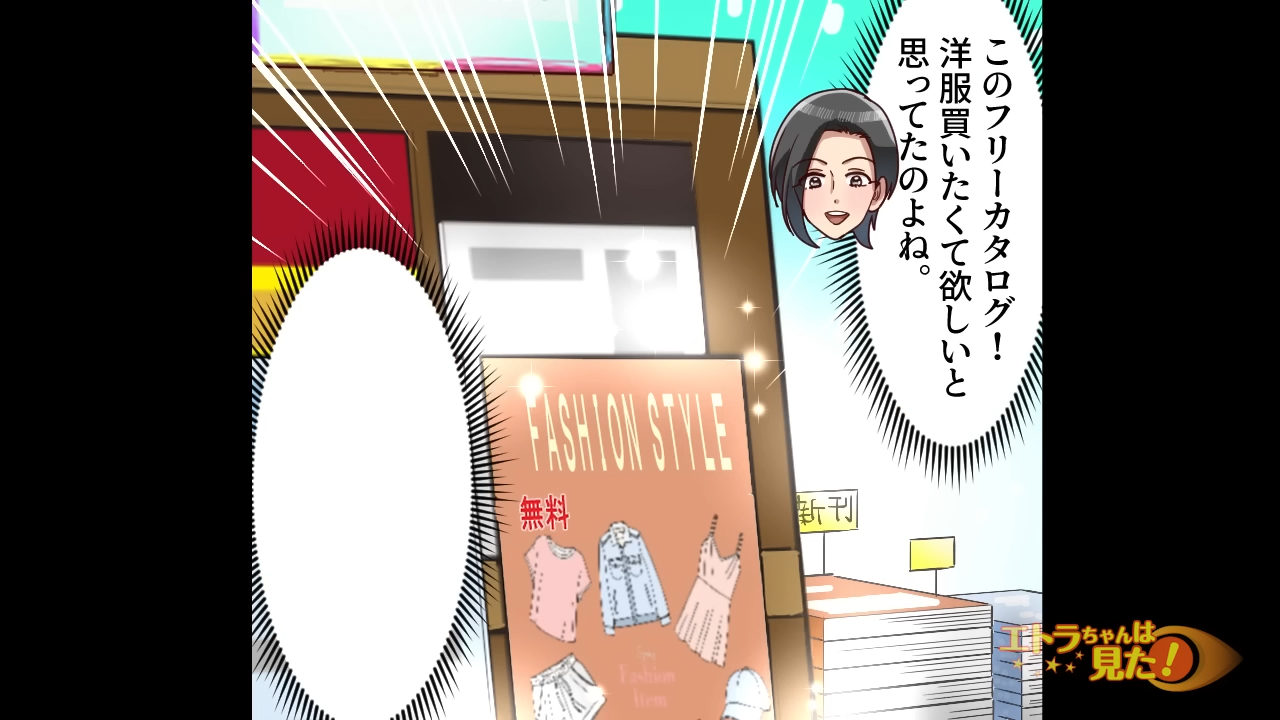 このフリーカタログ！
洋服買いたくて欲しいと
思ってたのよね。
FASHION STYLE
無料
Fashion
Item
新刊
エトラちゃんは
見た！